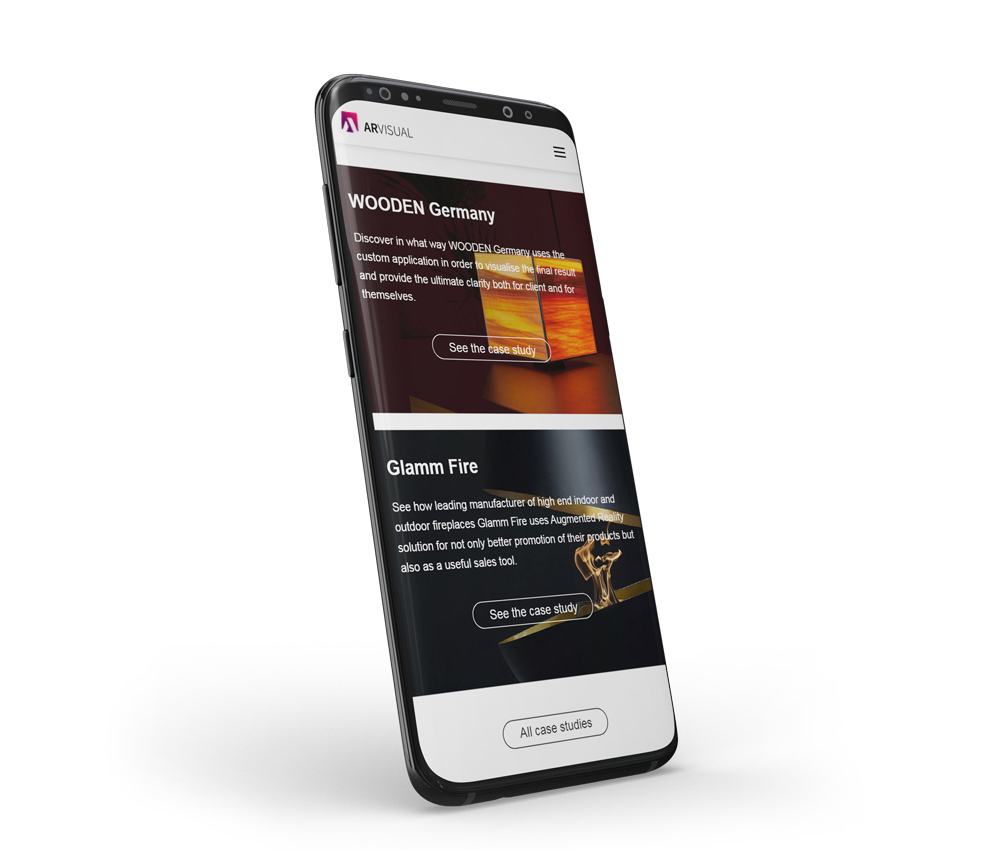 ARVISUAL
WOODEN Germany
Discover in what way WOODEN Germany uses the
custom application in order to visualise the final result
and provide the ultimate clarity both for client and for
themselves.
See the case study
Glamm Fire
See how leading manufacturer of high end indoor and
outdoor fireplaces Glamm Fire uses Augmented Reality
solution for not only better promotion of their products but
also as a useful sales tool.
See the case study
All case studies